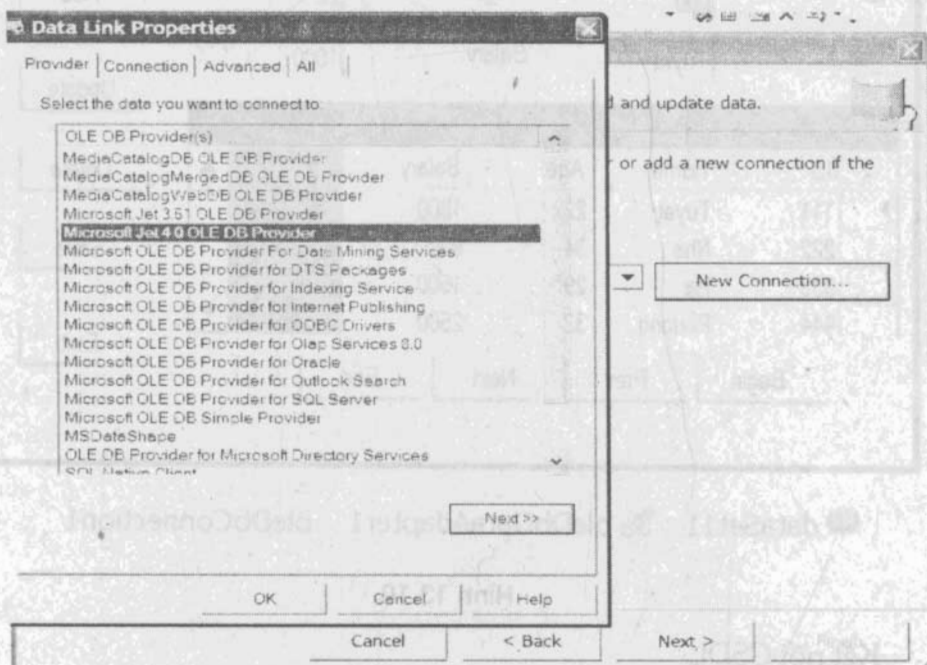 Data Link Properties
Provider Connection Advanced All
Select the data you want to connect to:
OLE DB Provider(s)
MediaCatalogDB OLE DB Provider
MediaCatalogMergedDB OLE DB Provider
MediaCatalogWebDB OLE DB Provider
Microsoft Jet 3.51 OLE DB Provider
Microsoft Jet 4.0 OLE DB Provider
Microsoft OLE DB Provider For Data Mining Services
Microsoft OLE DB Provider for DTS Packages
Microsoft OLE DB Provider for Indexing Service
Microsoft OLE DB Provider for Internet Publishing
Microsoft OLE DB Provider for ODBC Drivers
Microsoft OLE DB Provider for Olap Services 8.0
Microsoft OLE DB Provider for Oracle
Microsoft OLE DB Provider for Outlook Search
Microsoft OLE DB Provider for SQL Server
Microsoft OLE DB Simple Provider
MSDataShape
OLE DB Provider for Microsoft Directory Services
SQL Native Client
Next >>
OK Cancel Help
d and update data.
r or add a new connection if the
New Connection...
Cancel < Back Next >